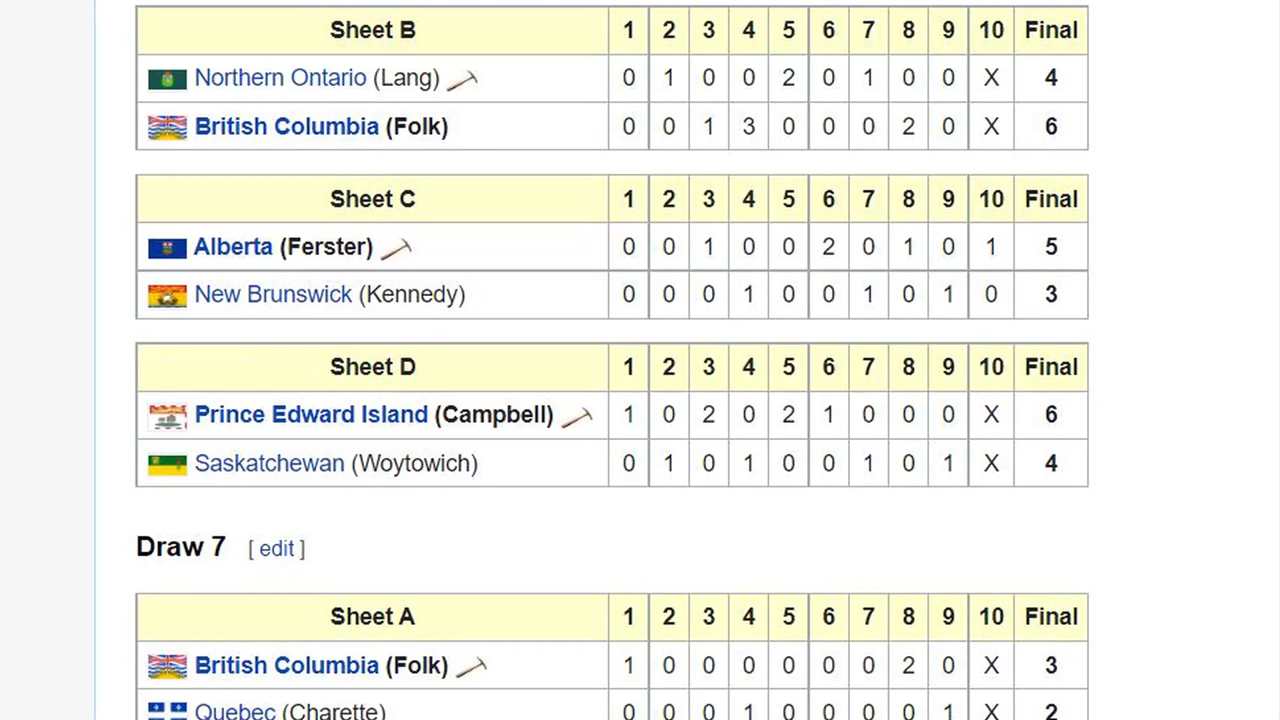 Sheet B 1 2 3 4 5 6 7 8 9 10 Final
Northern Ontario (Lang) 0 1 0 0 2 0 1 0 0 X 4
British Columbia (Folk) 0 0 1 3 0 0 0 2 0 X 6
Sheet C 1 2 3 4 5 6 7 8 9 10 Final
Alberta (Ferster) 0 0 1 0 0 2 0 1 0 1 5
New Brunswick (Kennedy) 0 0 0 1 0 0 1 0 1 0 3
Sheet D 1 2 3 4 5 6 7 8 9 10 Final
Prince Edward Island (Campbell) 1 0 2 0 2 1 0 0 0 X 6
Saskatchewan (Woytowich) 0 1 0 1 0 0 1 0 1 X 4
Draw 7 [ edit ]
Sheet A 1 2 3 4 5 6 7 8 9 10 Final
British Columbia (Folk) 1 0 0 0 0 0 0 2 0 X 3
Quebec (Charette) 0 0 0 1 0 0 0 0 1 X 2